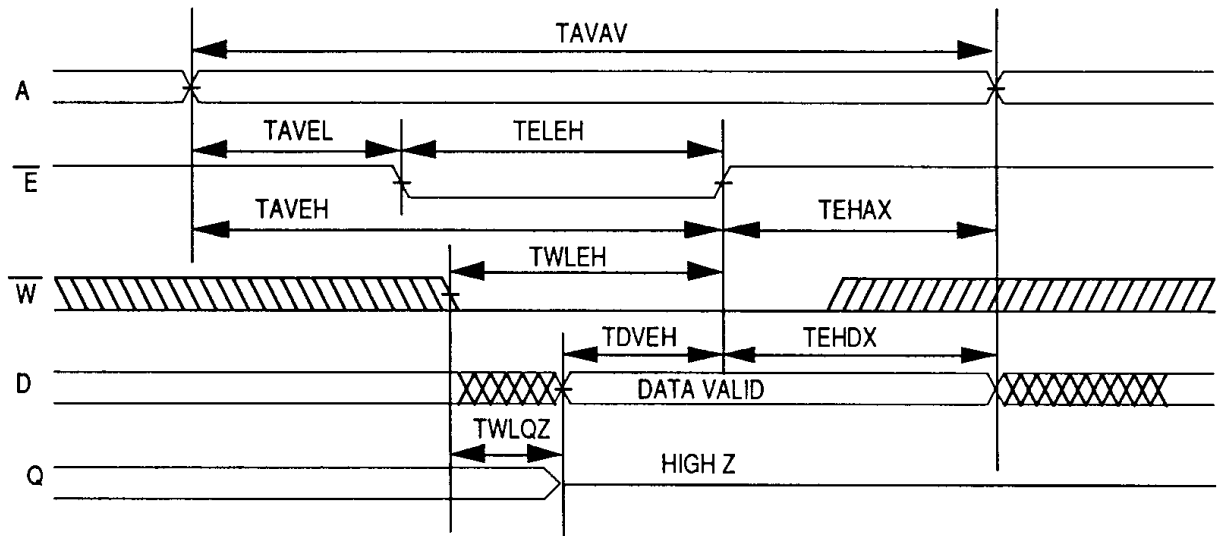 TAVAV
A
TAVEL TELEH
E̅
TAVEH TEHAX
TWLEH
W̅
TDVEH TEHDX
D DATA VALID
TWLQZ
Q HIGH Z